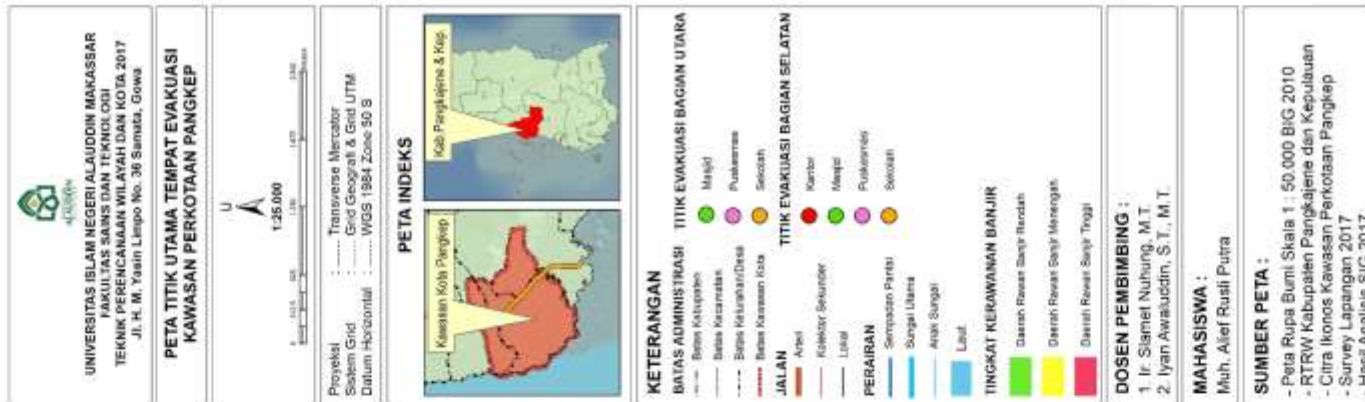 ALAUDDIN
UNIVERSITAS ISLAM NEGERI ALAUDDIN MAKASSAR
FAKULTAS SAINS DAN TEKNOLOGI
TEKNIK PERENCANAAN WILAYAH DAN KOTA 2017
Jl. H. M. Yasin Limpo No. 36 Samata, Gowa
PETA TITIK UTAMA TEMPAT EVAKUASI
KAWASAN PERKOTAAN PANGKEP
U
1:25.000
Proyeksi : Transverse Mercator
Sistem Grid : Grid Geografi & Grid UTM
Datum Horizontal : WGS 1984 Zone 50 S
PETA INDEKS
Kawasan Kota Pangkep
Kab.Pangkajene & Kep.
KETERANGAN
BATAS ADMINISTRASI
Batas Kabupaten
Batas Kecamatan
Batas Kelurahan/Desa
Batas Kawasan Kota
JALAN
Arteri
Kolektor Sekunder
Lokal
PERAIRAN
Sempadan Pantai
Sungai Utama
Anak Sungai
Laut
TITIK EVAKUASI BAGIAN UTARA
Masjid
Puskesmas
Sekolah
TITIK EVAKUASI BAGIAN SELATAN
Kantor
Masjid
Puskesmas
Sekolah
TINGKAT KERAWANAN BANJIR
Daerah Rawan Banjir Rendah
Daerah Rawan Banjir Menengah
Daerah Rawan Banjir Tinggi
DOSEN PEMBIMBING :
1. Ir. Slamet Nuhung, M.T.
2. Iyan Awaluddin, S.T., M.T.
MAHASISWA :
Muh. Alief Rusli Putra
SUMBER PETA :
- Peta Rupa Bumi Skala 1 : 50.000 BIG 2010
- RTRW Kabupaten Pangkajene dan Kepulauan
- Citra Ikonos Kawasan Perkotaan Pangkep
- Survey Lapangan 2017
- Hasil Analisis SIG 2017